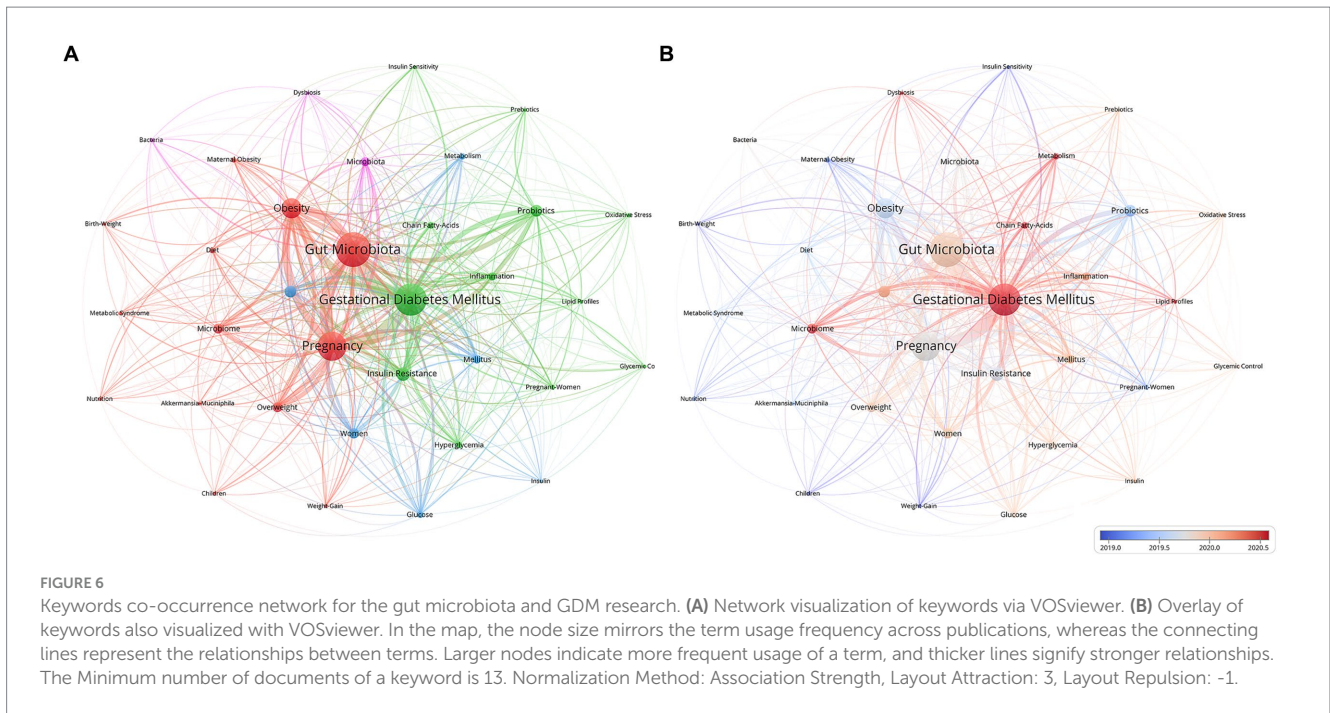 A
Insulin Sensitivity
Dysbiosis
Prebiotics
Bacteria
Maternal Obesity
Microbiota
Metabolism
Obesity
Probiotics
Birth-Weight
Chain Fatty-Acids
Oxidative Stress
Diet
Gut Microbiota
Inflammation
Gestational Diabetes Mellitus
Lipid Profiles
Metabolic Syndrome
Microbiome
Pregnancy
Mellitus
Glycemic Co
Insulin Resistance
Pregnant-Women
Nutrition
Akkermansia-Muciniphila
Overweight
Women
Hyperglycemia
Insulin
Children
Weight-Gain
Glucose
B
Insulin Sensitivity
Dysbiosis
Prebiotics
Bacteria
Maternal Obesity
Microbiota
Metabolism
Obesity
Probiotics
Birth-Weight
Chain Fatty-Acids
Oxidative Stress
Diet
Gut Microbiota
Inflammation
Gestational Diabetes Mellitus
Lipid Profiles
Metabolic Syndrome
Microbiome
Pregnancy
Mellitus
Glycemic Control
Insulin Resistance
Pregnant-Women
Nutrition
Akkermansia-Muciniphila
Overweight
Women
Hyperglycemia
Insulin
Children
Weight-Gain
Glucose
2019.0 2019.5 2020.0 2020.5
FIGURE 6
Keywords co-occurrence network for the gut microbiota and GDM research. (A) Network visualization of keywords via VOSviewer. (B) Overlay of
keywords also visualized with VOSviewer. In the map, the node size mirrors the term usage frequency across publications, whereas the connecting
lines represent the relationships between terms. Larger nodes indicate more frequent usage of a term, and thicker lines signify stronger relationships.
The Minimum number of documents of a keyword is 13. Normalization Method: Association Strength, Layout Attraction: 3, Layout Repulsion: -1.